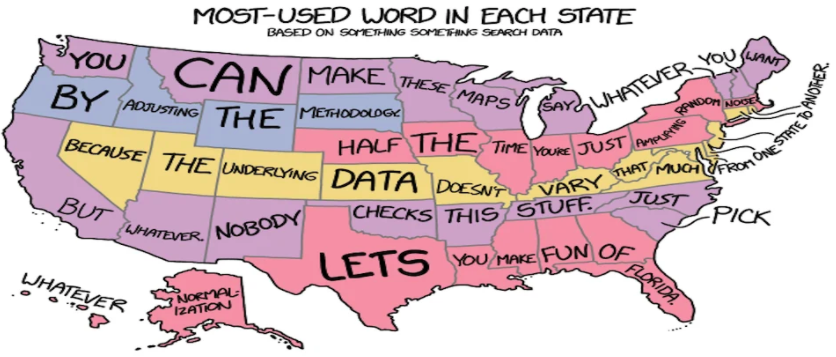 MOST-USED WORD IN EACH STATE
BASED ON SOMETHING SOMETHING SEARCH DATA
YOU CAN MAKE THESE MAPS SAY WHATEVER YOU WANT
BY ADJUSTING THE METHODOLOGY.
HALF THE TIME YOU'RE JUST AMPLIFYING RANDOM NOISE
BECAUSE THE UNDERLYING DATA DOESN'T VARY THAT MUCH FROM ONE STATE TO ANOTHER.
BUT WHATEVER. NOBODY CHECKS THIS STUFF. JUST PICK
WHATEVER NORMAL-
IZATION LETS YOU MAKE FUN OF FLORIDA.